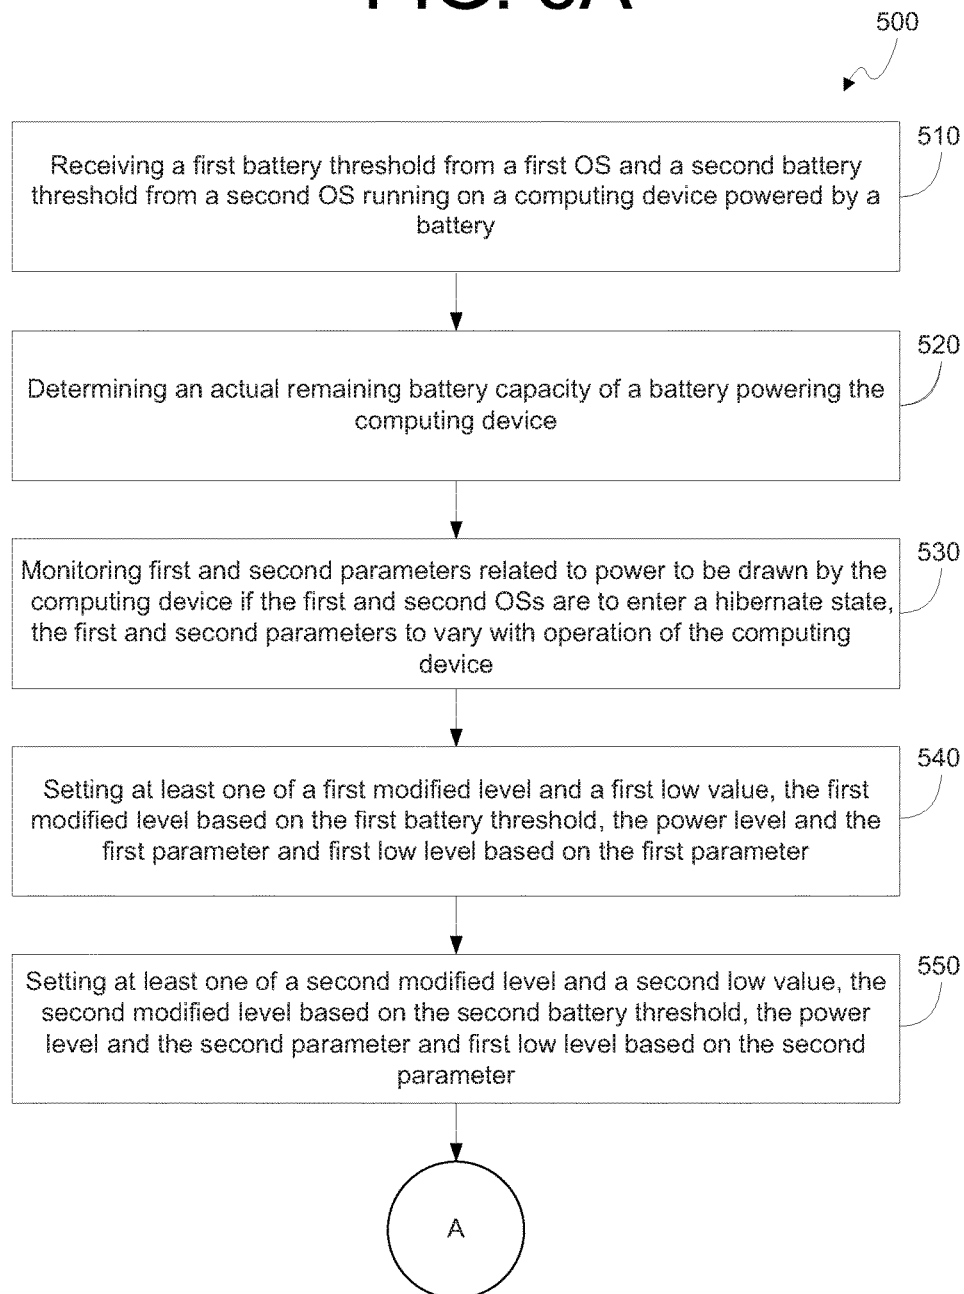 500
510
Receiving a first battery threshold from a first OS and a second battery
threshold from a second OS running on a computing device powered by a
battery
520
Determining an actual remaining battery capacity of a battery powering the
computing device
530
Monitoring first and second parameters related to power to be drawn by the
computing device if the first and second OSs are to enter a hibernate state,
the first and second parameters to vary with operation of the computing
device
540
Setting at least one of a first modified level and a first low value, the first
modified level based on the first battery threshold, the power level and the
first parameter and first low level based on the first parameter
550
Setting at least one of a second modified level and a second low value, the
second modified level based on the second battery threshold, the power
level and the second parameter and first low level based on the second
parameter
A